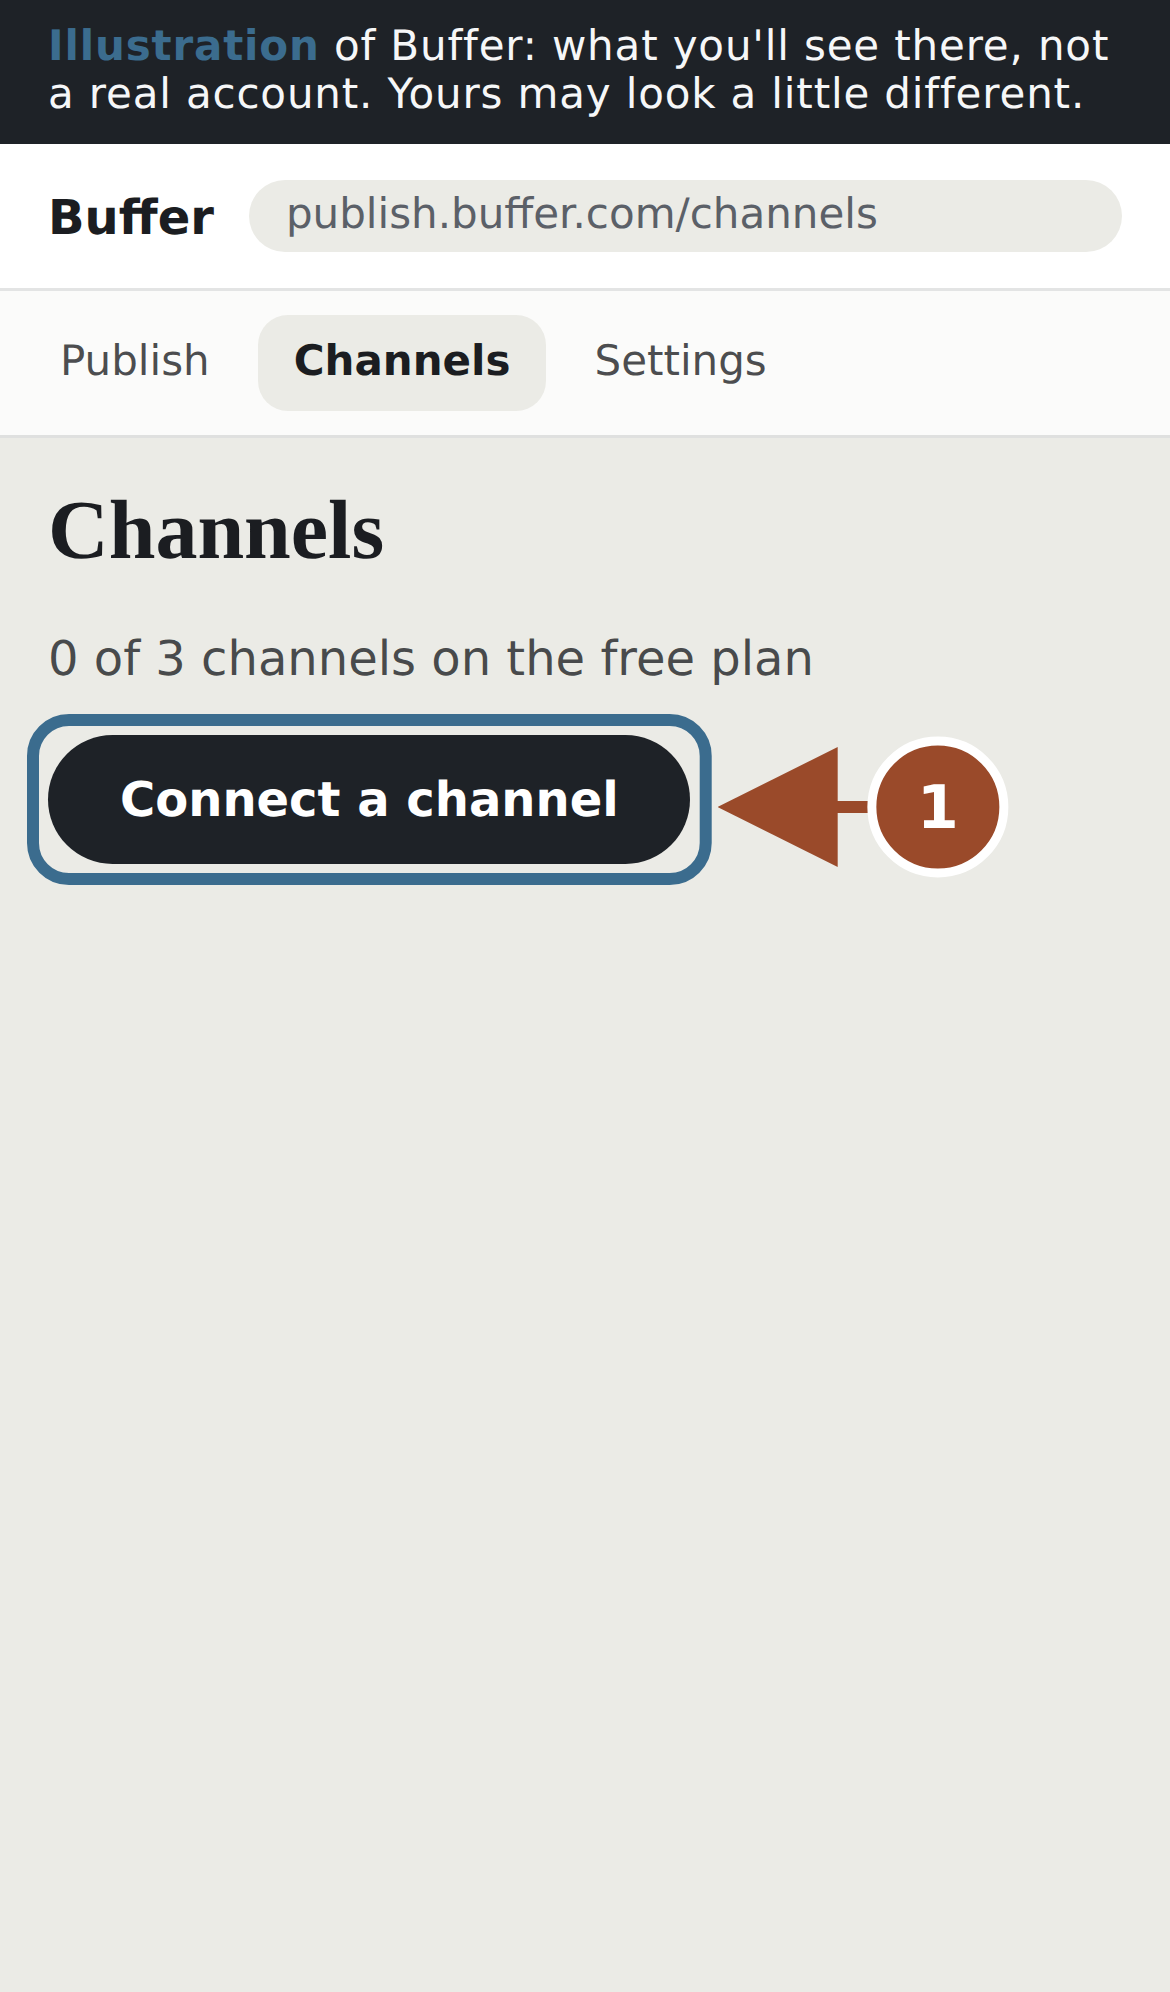 Illustration of Buffer: what you'll see there, not
a real account. Yours may look a little different.
Buffer publish.buffer.com/channels
Publish Channels Settings
Channels
0 of 3 channels on the free plan
Connect a channel 1